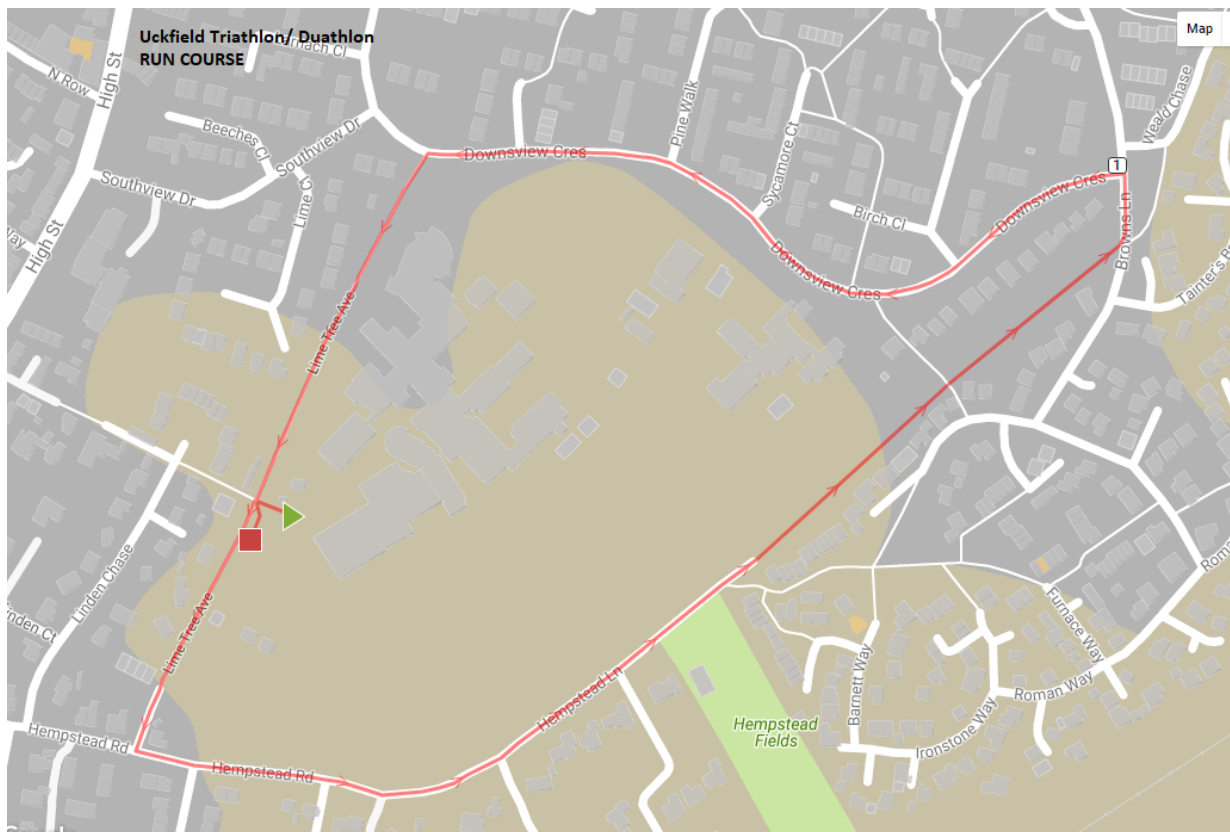 Uckfield Triathlon/ Duathlon
RUN COURSE
Map
N Row
High St
Beeches Cl
Southview Dr
Southview Dr
Lime Cl
High St
Pine Walk
Sycamore Ct
Weald Chase
Downsview Cres
1
Downsview Cres
Birch Cl
Browns Ln
Downsview Cres
Lime Tree Ave
Linden Chase
Lime Tree Ave
Hempstead Rd
Hempstead Rd
Hempstead Ln
Hempstead
Fields
Barnett Way
Furnace Way
Roman Way
Ironstone Way